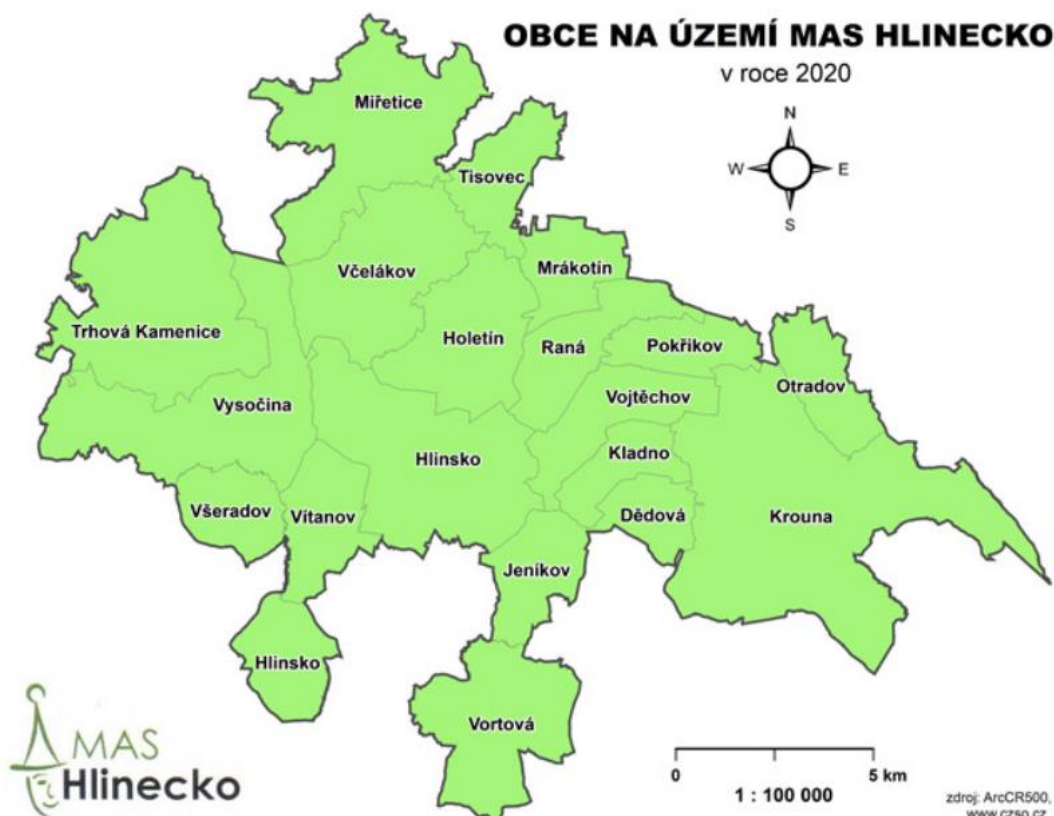 OBCE NA ÚZEMÍ MAS HLINECKO
v roce 2020
N
W E
S
Miřetice
Tisovec
Včelákov
Mrákotín
Trhová Kamenice
Holetín
Raná
Pokřikov
Otradov
Vysočina
Vojtěchov
Hlinsko
Kladno
Všeradov
Vítanov
Dědová
Krouna
Jeníkov
Hlinsko
Vortová
MAS
Hlinecko
0 5 km
1 : 100 000
zdroj: ArcCR500,
www.czso.cz